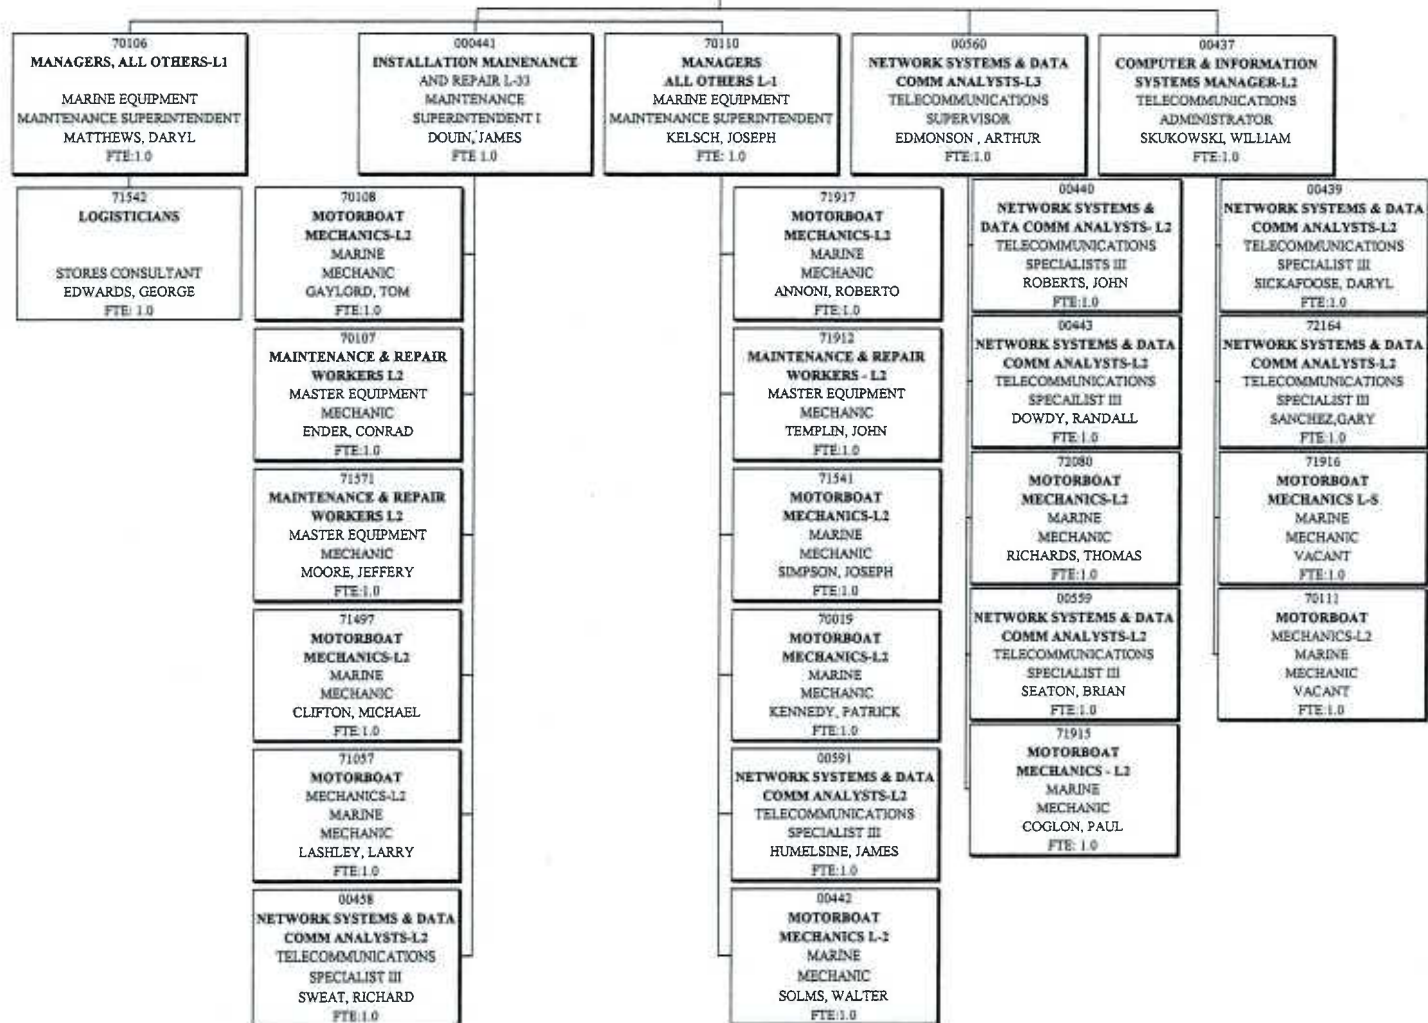 70106
MANAGERS, ALL OTHERS-L1
MARINE EQUIPMENT
MAINTENANCE SUPERINTENDENT
MATTHEWS, DARYL
FTE:1.0
000441
INSTALLATION MAINENANCE
AND REPAIR L-33
MAINTENANCE
SUPERINTENDENT I
DOUIN, JAMES
FTE 1.0
70110
MANAGERS
ALL OTHERS L-1
MARINE EQUIPMENT
MAINTENANCE SUPERINTENDENT
KELSCH, JOSEPH
FTE: 1.0
00560
NETWORK SYSTEMS & DATA
COMM ANALYSTS-L3
TELECOMMUNICATIONS
SUPERVISOR
EDMONSON , ARTHUR
FTE:1.0
00437
COMPUTER & INFORMATION
SYSTEMS MANAGER-L2
TELECOMMUNICATIONS
ADMINISTRATOR
SKUKOWSKI, WILLIAM
FTE:1.0
71542
LOGISTICIANS
STORES CONSULTANT
EDWARDS, GEORGE
FTE: 1.0
70108
MOTORBOAT
MECHANICS-L2
MARINE
MECHANIC
GAYLORD, TOM
FTE:1.0
70107
MAINTENANCE & REPAIR
WORKERS L2
MASTER EQUIPMENT
MECHANIC
ENDER, CONRAD
FTE:1.0
71571
MAINTENANCE & REPAIR
WORKERS L2
MASTER EQUIPMENT
MECHANIC
MOORE, JEFFERY
FTE:1.0
71497
MOTORBOAT
MECHANICS-L2
MARINE
MECHANIC
CLIFTON, MICHAEL
FTE:1.0
71057
MOTORBOAT
MECHANICS-L2
MARINE
MECHANIC
LASHLEY, LARRY
FTE:1.0
00458
NETWORK SYSTEMS & DATA
COMM ANALYSTS-L2
TELECOMMUNICATIONS
SPECIALIST III
SWEAT, RICHARD
FTE:1.0
71917
MOTORBOAT
MECHANICS-L2
MARINE
MECHANIC
ANNONI, ROBERTO
FTE:1.0
71912
MAINTENANCE & REPAIR
WORKERS - L2
MASTER EQUIPMENT
MECHANIC
TEMPLIN, JOHN
FTE:1.0
71541
MOTORBOAT
MECHANICS-L2
MARINE
MECHANIC
SIMPSON, JOSEPH
FTE:1.0
70019
MOTORBOAT
MECHANICS-L2
MARINE
MECHANIC
KENNEDY, PATRICK
FTE:1.0
00591
NETWORK SYSTEMS & DATA
COMM ANALYSTS-L2
TELECOMMUNICATIONS
SPECIALIST III
HUMELSINE, JAMES
FTE:1.0
00442
MOTORBOAT
MECHANICS L-2
MARINE
MECHANIC
SOLMS, WALTER
FTE:1.0
00440
NETWORK SYSTEMS &
DATA COMM ANALYSTS- L2
TELECOMMUNICATIONS
SPECIALISTS III
ROBERTS, JOHN
FTE:1.0
00443
NETWORK SYSTEMS & DATA
COMM ANALYSTS-L2
TELECOMMUNICATIONS
SPECAILIST III
DOWDY, RANDALL
FTE:1.0
72080
MOTORBOAT
MECHANICS-L2
MARINE
MECHANIC
RICHARDS, THOMAS
FTE:1.0
00559
NETWORK SYSTEMS & DATA
COMM ANALYSTS-L2
TELECOMMUNICATIONS
SPECIALIST III
SEATON, BRIAN
FTE:1.0
71915
MOTORBOAT
MECHANICS - L2
MARINE
MECHANIC
COGLON, PAUL
FTE: 1.0
00439
NETWORK SYSTEMS & DATA
COMM ANALYSTS-L2
TELECOMMUNICATIONS
SPECIALIST III
SICKAFOOSE, DARYL
FTE:1.0
72164
NETWORK SYSTEMS & DATA
COMM ANALYSTS-L2
TELECOMMUNICATIONS
SPECIALIST III
SANCHEZ,GARY
FTE:1.0
71916
MOTORBOAT
MECHANICS L-S
MARINE
MECHANIC
VACANT
FTE:1.0
70111
MOTORBOAT
MECHANICS-L2
MARINE
MECHANIC
VACANT
FTE:1.0